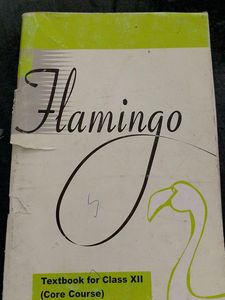 Flamingo
Textbook for Class XII
(Core Course)